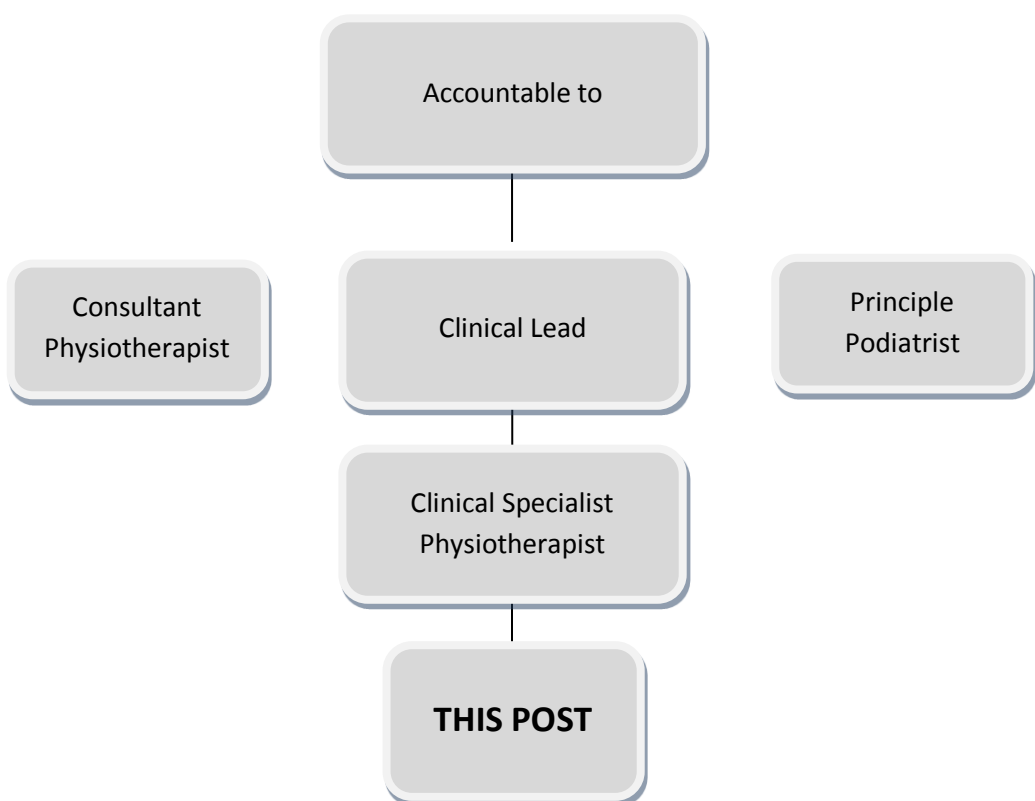 Accountable to
Consultant
Physiotherapist
Clinical Lead
Principle
Podiatrist
Clinical Specialist
Physiotherapist
THIS POST